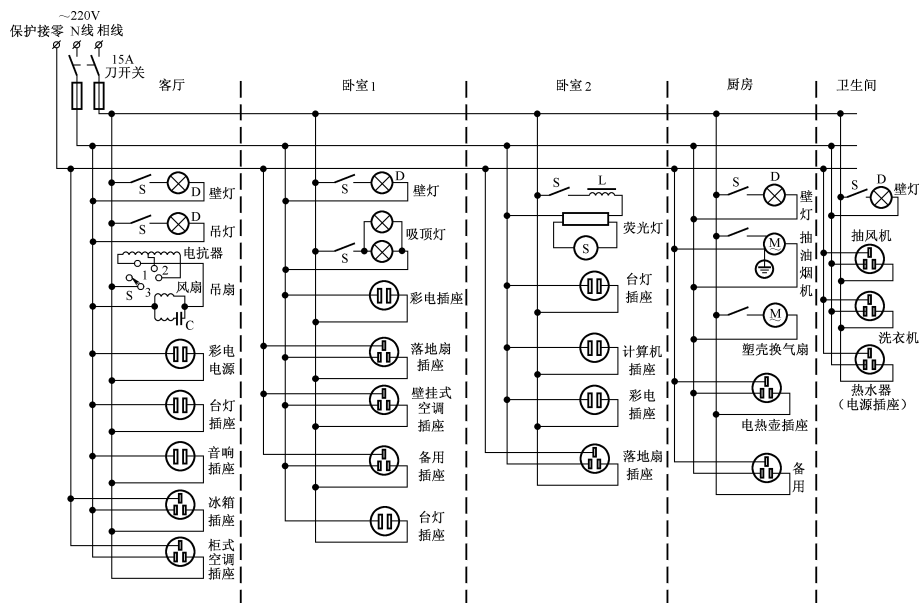 ~220V
保护接零 N线 相线
15A
刀开关
客厅
卧室1
卧室2
厨房
卫生间
S
D
壁灯
S
D
吊灯
电抗器
1
2
3
S
风扇
吊扇
C
彩电
电源
台灯
插座
音响
插座
冰箱
插座
柜式
空调
插座
S
D
壁灯
吸顶灯
S
彩电插座
落地扇
插座
壁挂式
空调
插座
备用
插座
台灯
插座
S
L
荧光灯
S
台灯
插座
计算机
插座
彩电
插座
落地扇
插座
S
D
壁
灯
S
M
~
抽
油
烟
机
M
~
塑壳换气扇
电热壶插座
备
用
S
D
壁灯
抽风机
洗衣机
热水器
(电源插座)